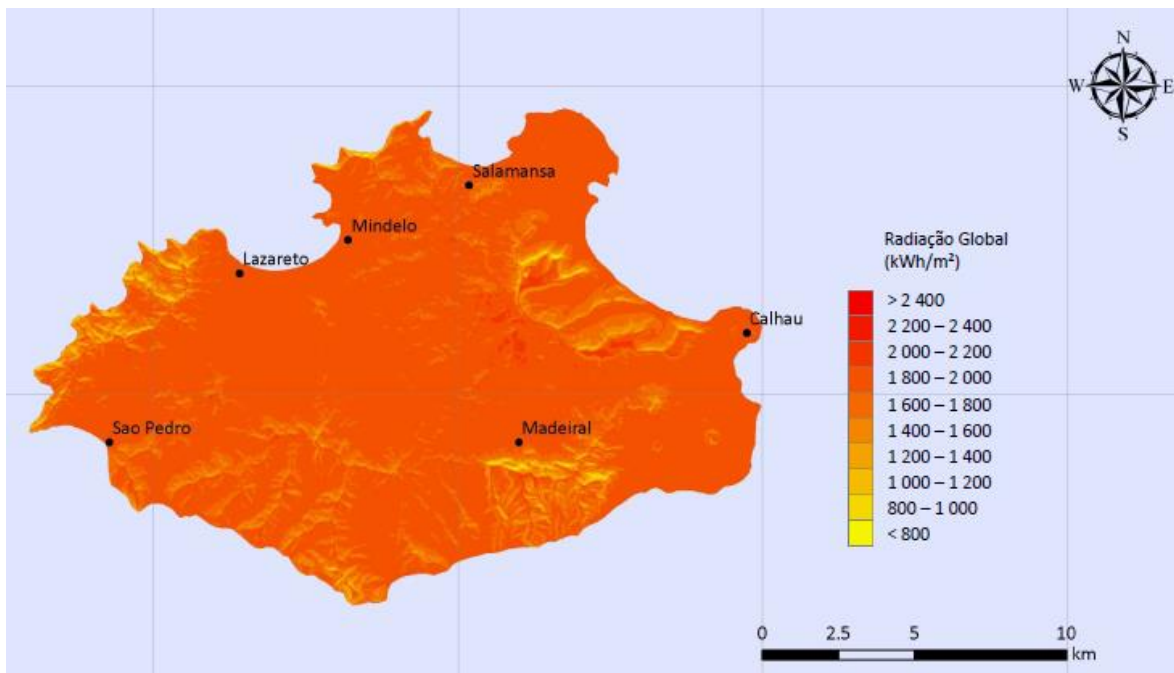 N
W
E
S
Salamansa
Mindelo
Lazareto
Calhau
Sao Pedro
Madeiral
Radiação Global
(kWh/m²)
> 2 400
2 200 – 2 400
2 000 – 2 200
1 800 – 2 000
1 600 – 1 800
1 400 – 1 600
1 200 – 1 400
1 000 – 1 200
800 – 1 000
< 800
0 2.5 5 10
km